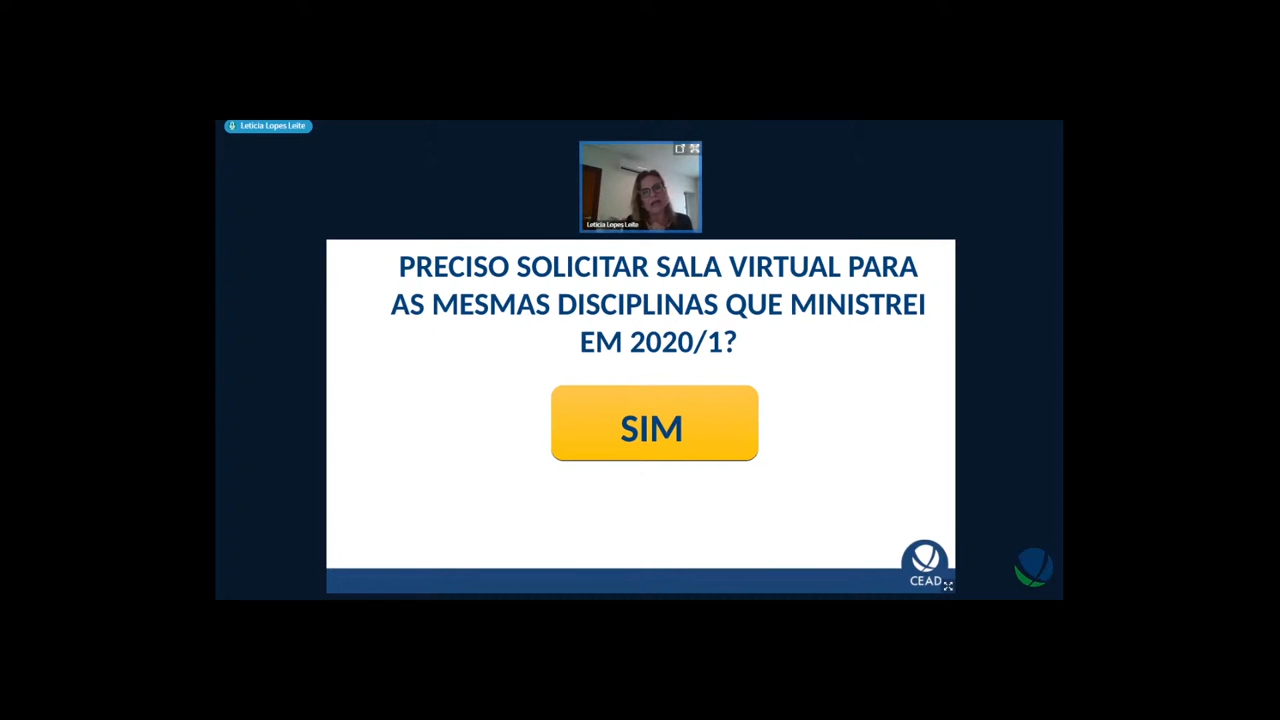 Leticia Lopes Leite
Leticia Lopes Leite
PRECISO SOLICITAR SALA VIRTUAL PARA
AS MESMAS DISCIPLINAS QUE MINISTREI
EM 2020/1?
SIM
CEAD